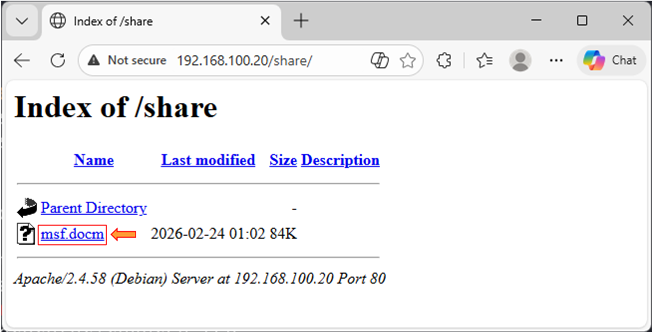 Index of /share
Not secure 192.168.100.20/share/
Chat
Index of /share
Name Last modified Size Description
Parent Directory -
msf.docm 2026-02-24 01:02 84K
Apache/2.4.58 (Debian) Server at 192.168.100.20 Port 80